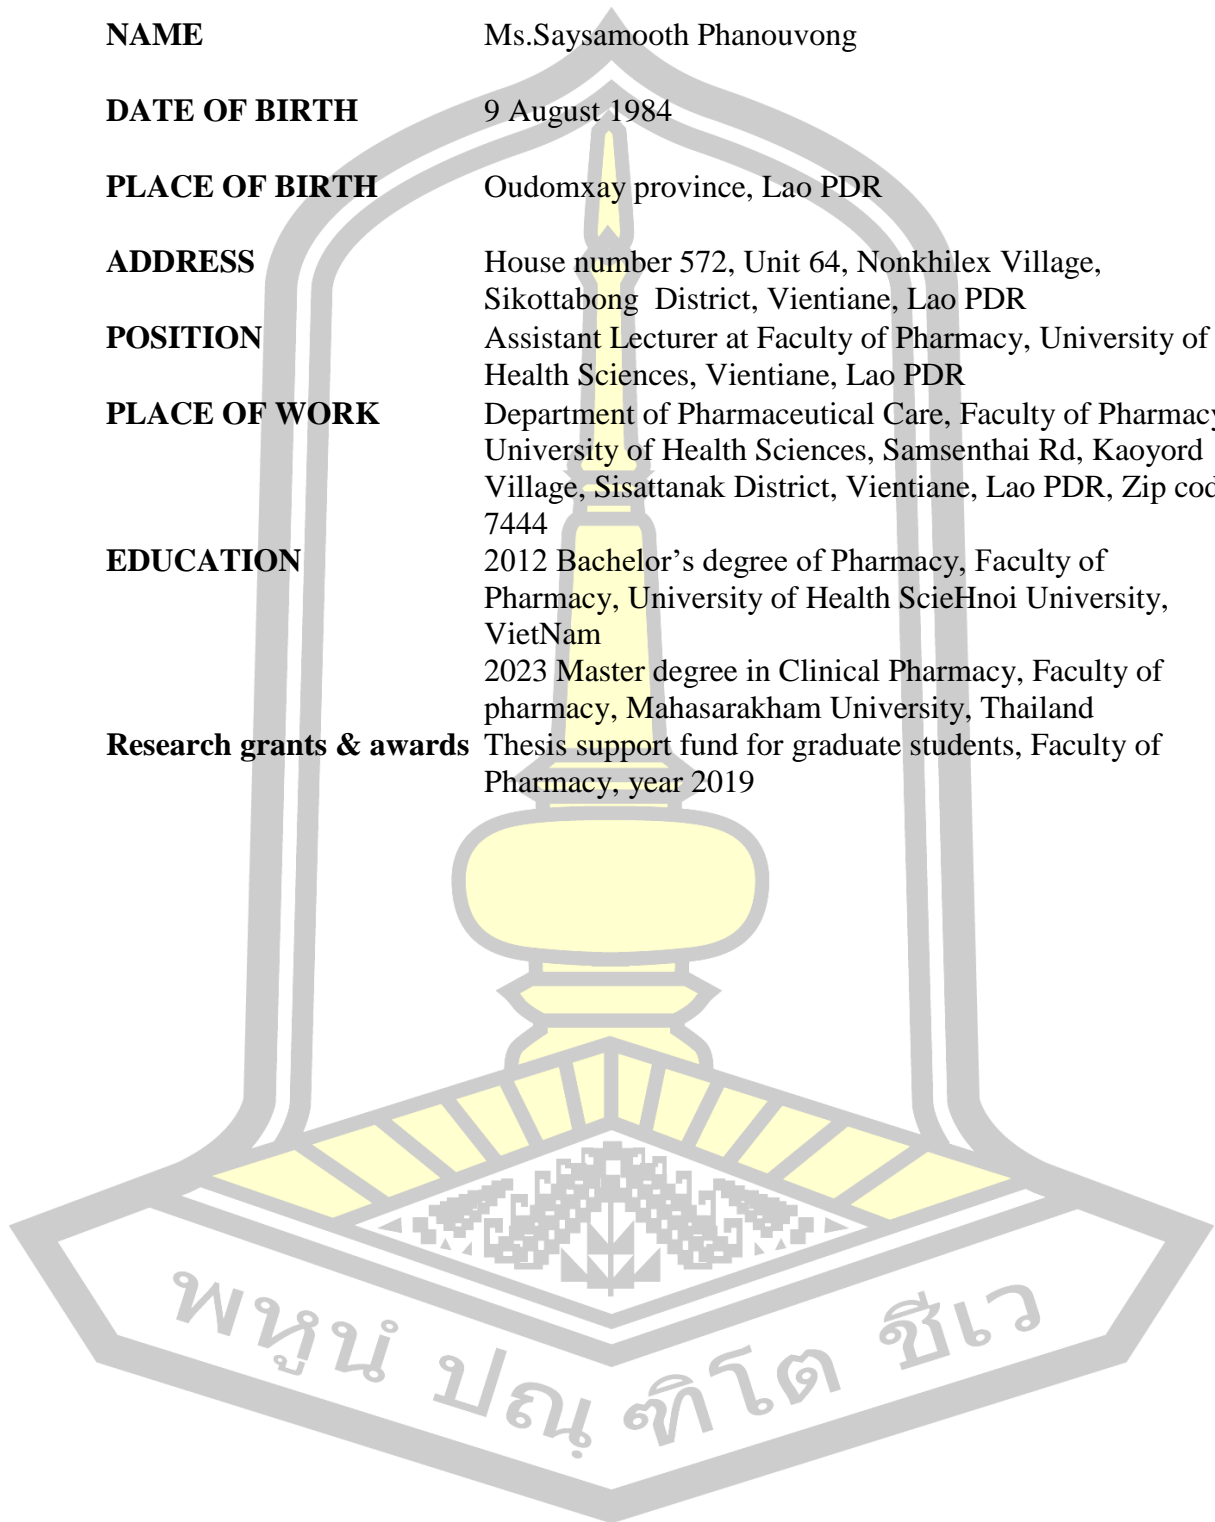 NAME Ms.Saysamooth Phanouvong
DATE OF BIRTH 9 August 1984
PLACE OF BIRTH Oudomxay province, Lao PDR
ADDRESS House number 572, Unit 64, Nonkhilex Village,
Sikottabong District, Vientiane, Lao PDR
POSITION Assistant Lecturer at Faculty of Pharmacy, University of
Health Sciences, Vientiane, Lao PDR
PLACE OF WORK Department of Pharmaceutical Care, Faculty of Pharmacy
University of Health Sciences, Samsenthai Rd, Kaoyord
Village, Sisattanak District, Vientiane, Lao PDR, Zip cod
7444
EDUCATION 2012 Bachelor’s degree of Pharmacy, Faculty of
Pharmacy, University of Health ScieHnoi University,
VietNam
2023 Master degree in Clinical Pharmacy, Faculty of
pharmacy, Mahasarakham University, Thailand
Research grants & awards Thesis support fund for graduate students, Faculty of
Pharmacy, year 2019
พหูนํ ปณฺฑิโต ชีเว